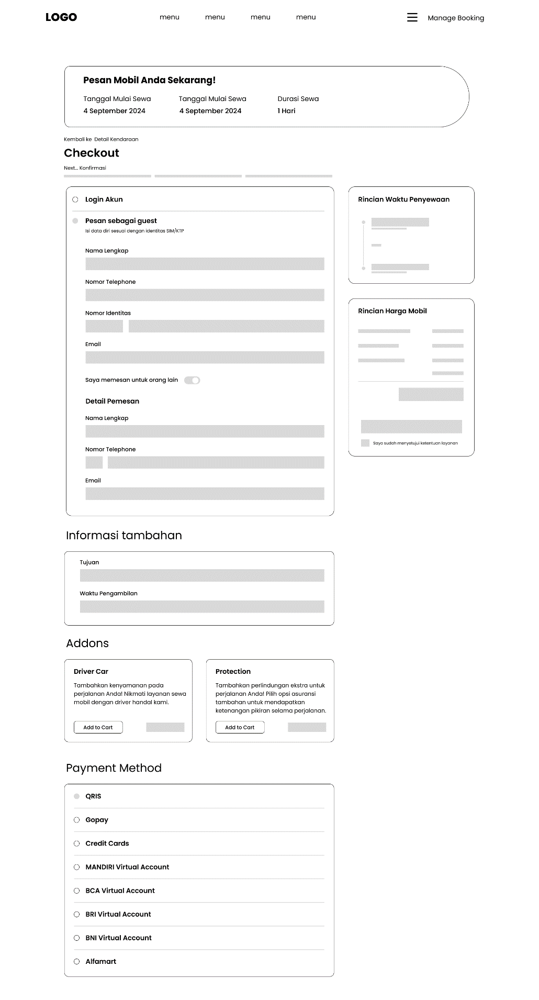 LOGO
menu
menu
menu
menu
Manage Booking
Pesan Mobil Anda Sekarang!
Tanggal Mulai Sewa
Tanggal Mulai Sewa
Durasi Sewa
4 September 2024
4 September 2024
1 Hari
Kembali ke Detail Kendaraan
Checkout
Next... Konfirmasi
Login Akun
Pesan sebagai guest
Isi data diri sesuai dengan identitas SIM/KTP
Nama Lengkap
Nomor Telephone
Nomor Identitas
Email
Saya memesan untuk orang lain
Detail Pemesan
Nama Lengkap
Nomor Telephone
Email
Rincian Waktu Penyewaan
Rincian Harga Mobil
Saya sudah menyetujui ketentuan layanan
Informasi tambahan
Tujuan
Waktu Pengambilan
Addons
Driver Car
Tambahkan kenyamanan pada
perjalanan Anda! Nikmati layanan sewa
mobil dengan driver handal kami.
Add to Cart
Protection
Tambahkan perlindungan ekstra untuk
perjalanan Anda! Pilih opsi asuransi
tambahan untuk mendapatkan
ketenangan pikiran selama perjalanan.
Add to Cart
Payment Method
QRIS
Gopay
Credit Cards
MANDIRI Virtual Account
BCA Virtual Account
BRI Virtual Account
BNI Virtual Account
Alfamart